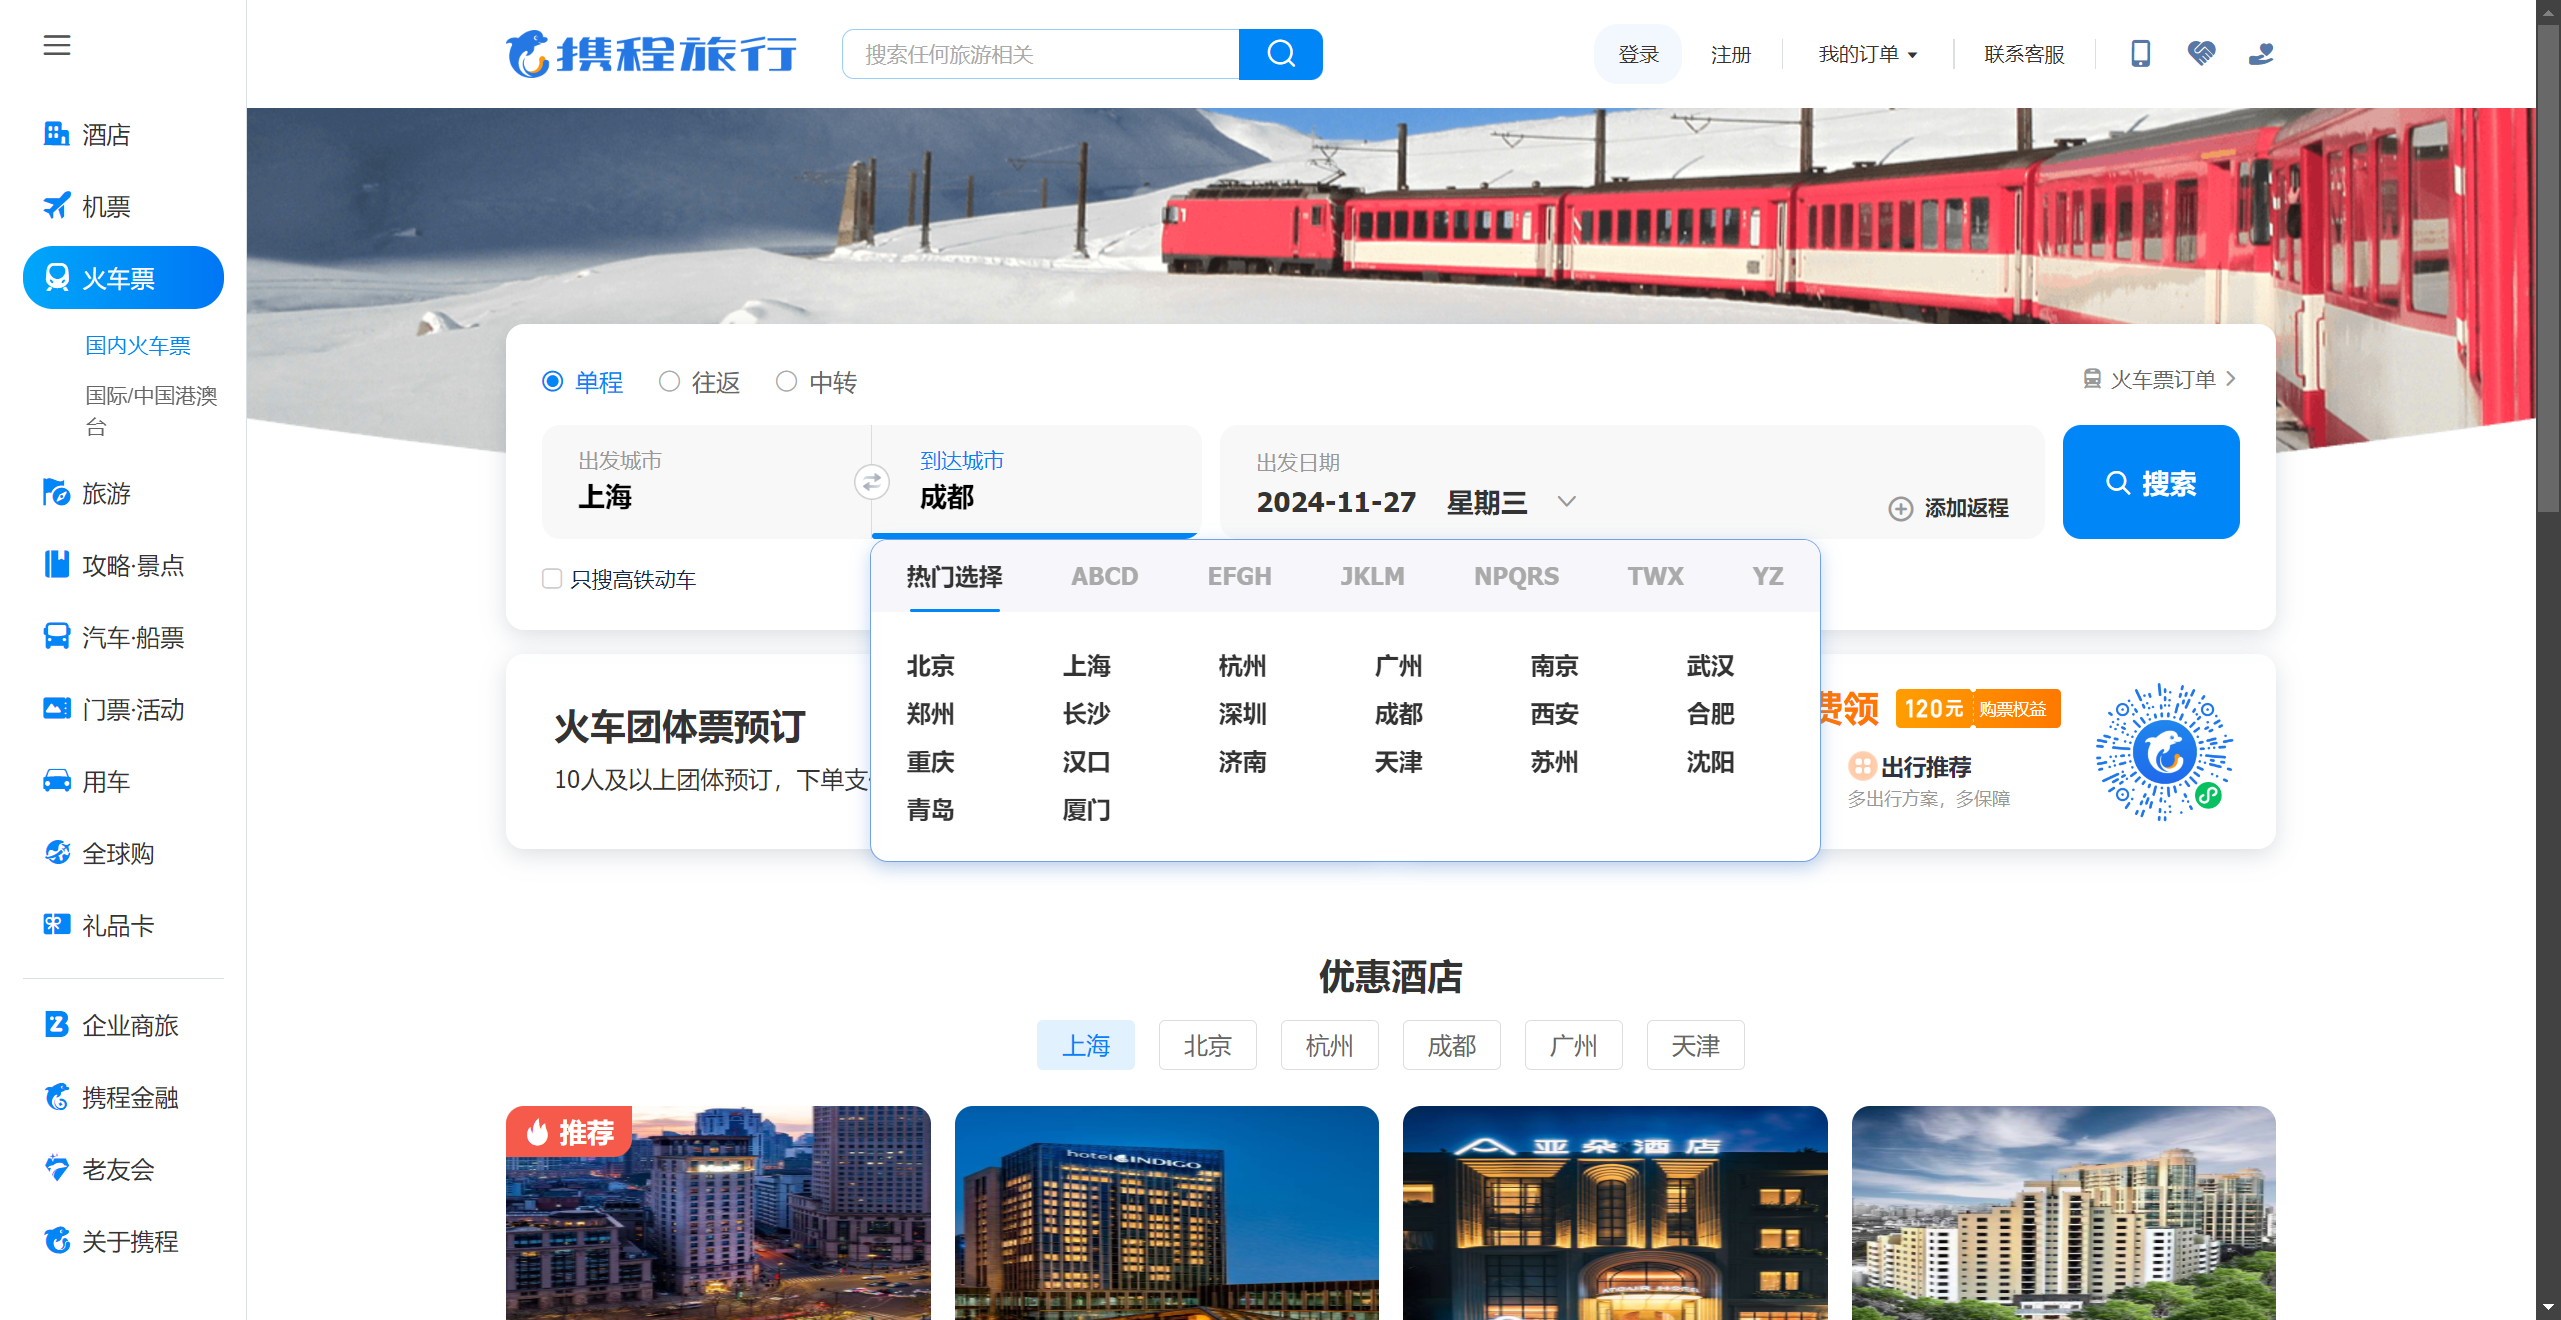 携程旅行
搜索任何旅游相关
登录
注册
我的订单
联系客服
酒店
机票
火车票
国内火车票
国际/中国港澳
台
旅游
攻略·景点
汽车·船票
门票·活动
用车
全球购
礼品卡
企业商旅
携程金融
老友会
关于携程
单程
往返
中转
火车票订单
出发城市
上海
到达城市
成都
出发日期
2024-11-27 星期三
添加返程
搜索
只搜高铁动车
热门选择 ABCD EFGH JKLM NPQRS TWX YZ
北京 上海 杭州 广州 南京 武汉
郑州 长沙 深圳 成都 西安 合肥
重庆 汉口 济南 天津 苏州 沈阳
青岛 厦门
火车团体票预订
10人及以上团体预订，下单支
费领
120元 购票权益
出行推荐
多出行方案，多保障
优惠酒店
上海 北京 杭州 成都 广州 天津
推荐
hotel INDIGO
亚朵酒店
ATOUR HOTEL